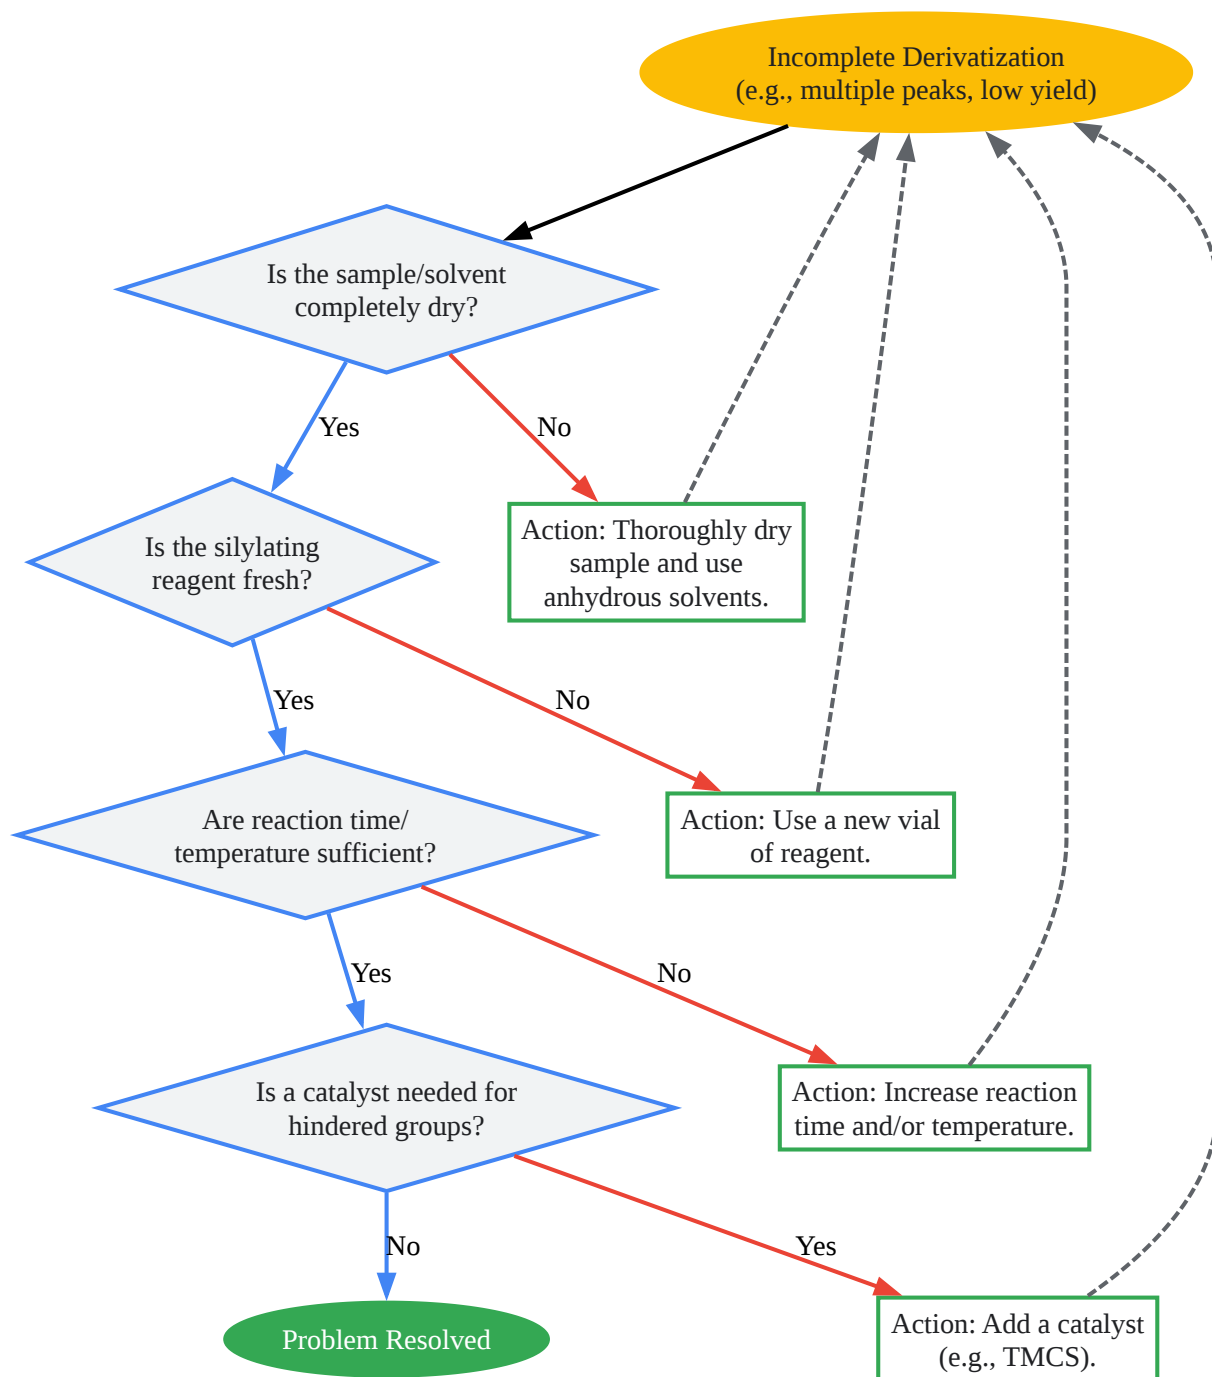 Incomplete Derivatization
(e.g., multiple peaks, low yield)
Is the sample/solvent
completely dry?
Yes
No
Is the silylating
reagent fresh?
Action: Thoroughly dry
sample and use
anhydrous solvents.
Yes
No
Are reaction time/
temperature sufficient?
Action: Use a new vial
of reagent.
Yes
No
Is a catalyst needed for
hindered groups?
Action: Increase reaction
time and/or temperature.
No
Yes
Problem Resolved
Action: Add a catalyst
(e.g., TMCS).